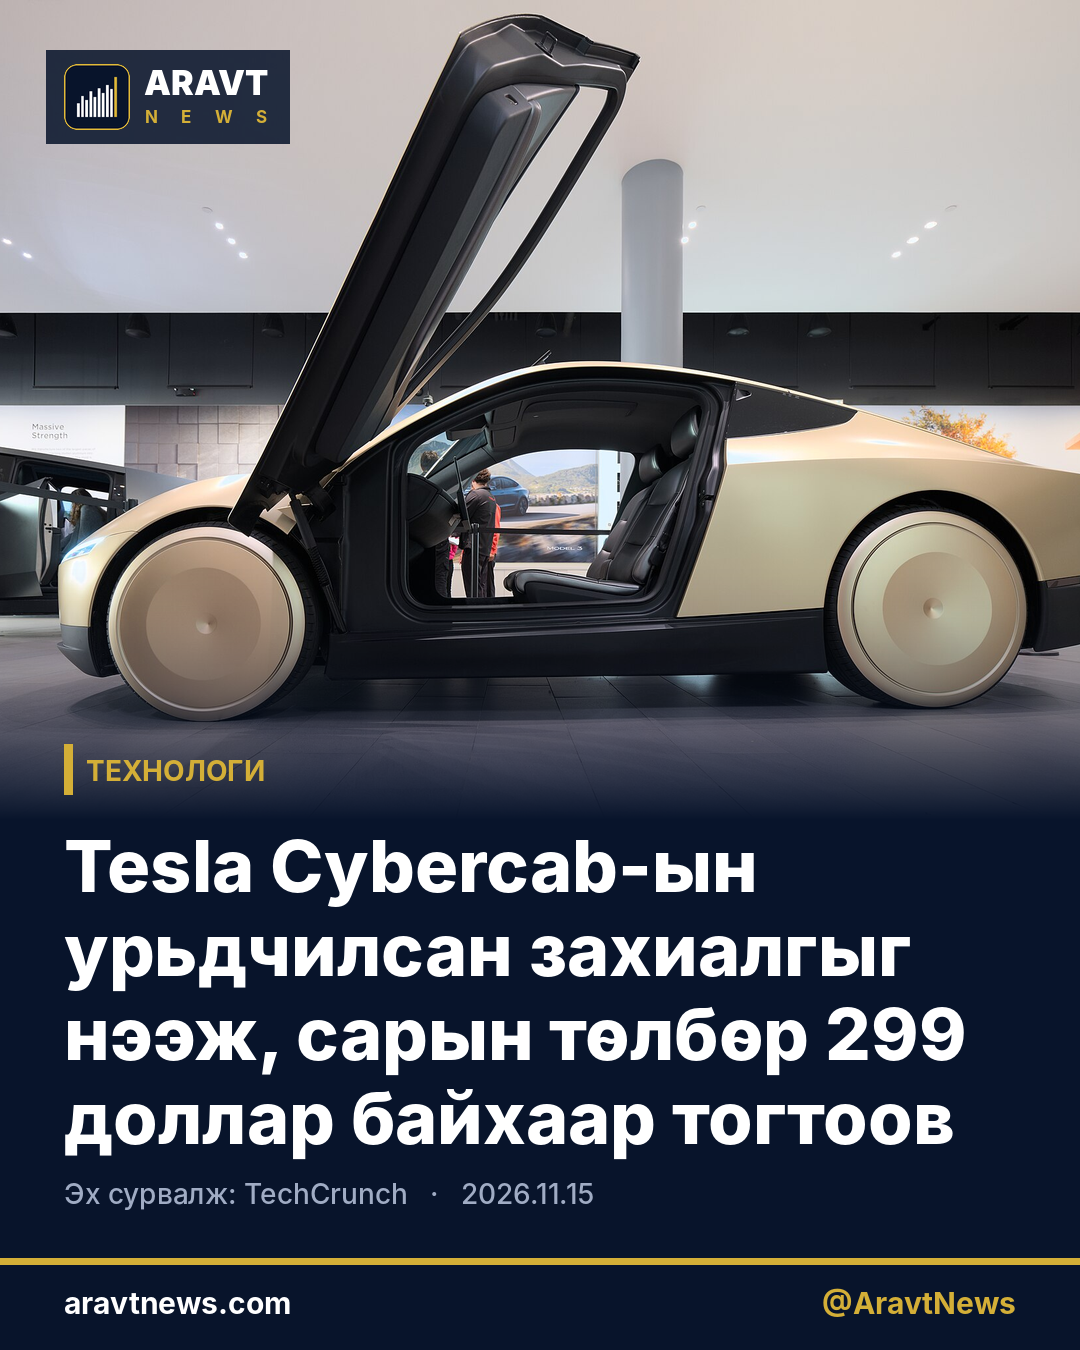 ARAVT
NEWS
Massive
Strength
MODEL 3
ТЕХНОЛОГИ
Tesla Cybercab-ын
урьдчилсан захиалгыг
нээж, сарын төлбөр 299
доллар байхаар тогтоов
Эх сурвалж: TechCrunch · 2026.11.15
aravtnews.com
@AravtNews